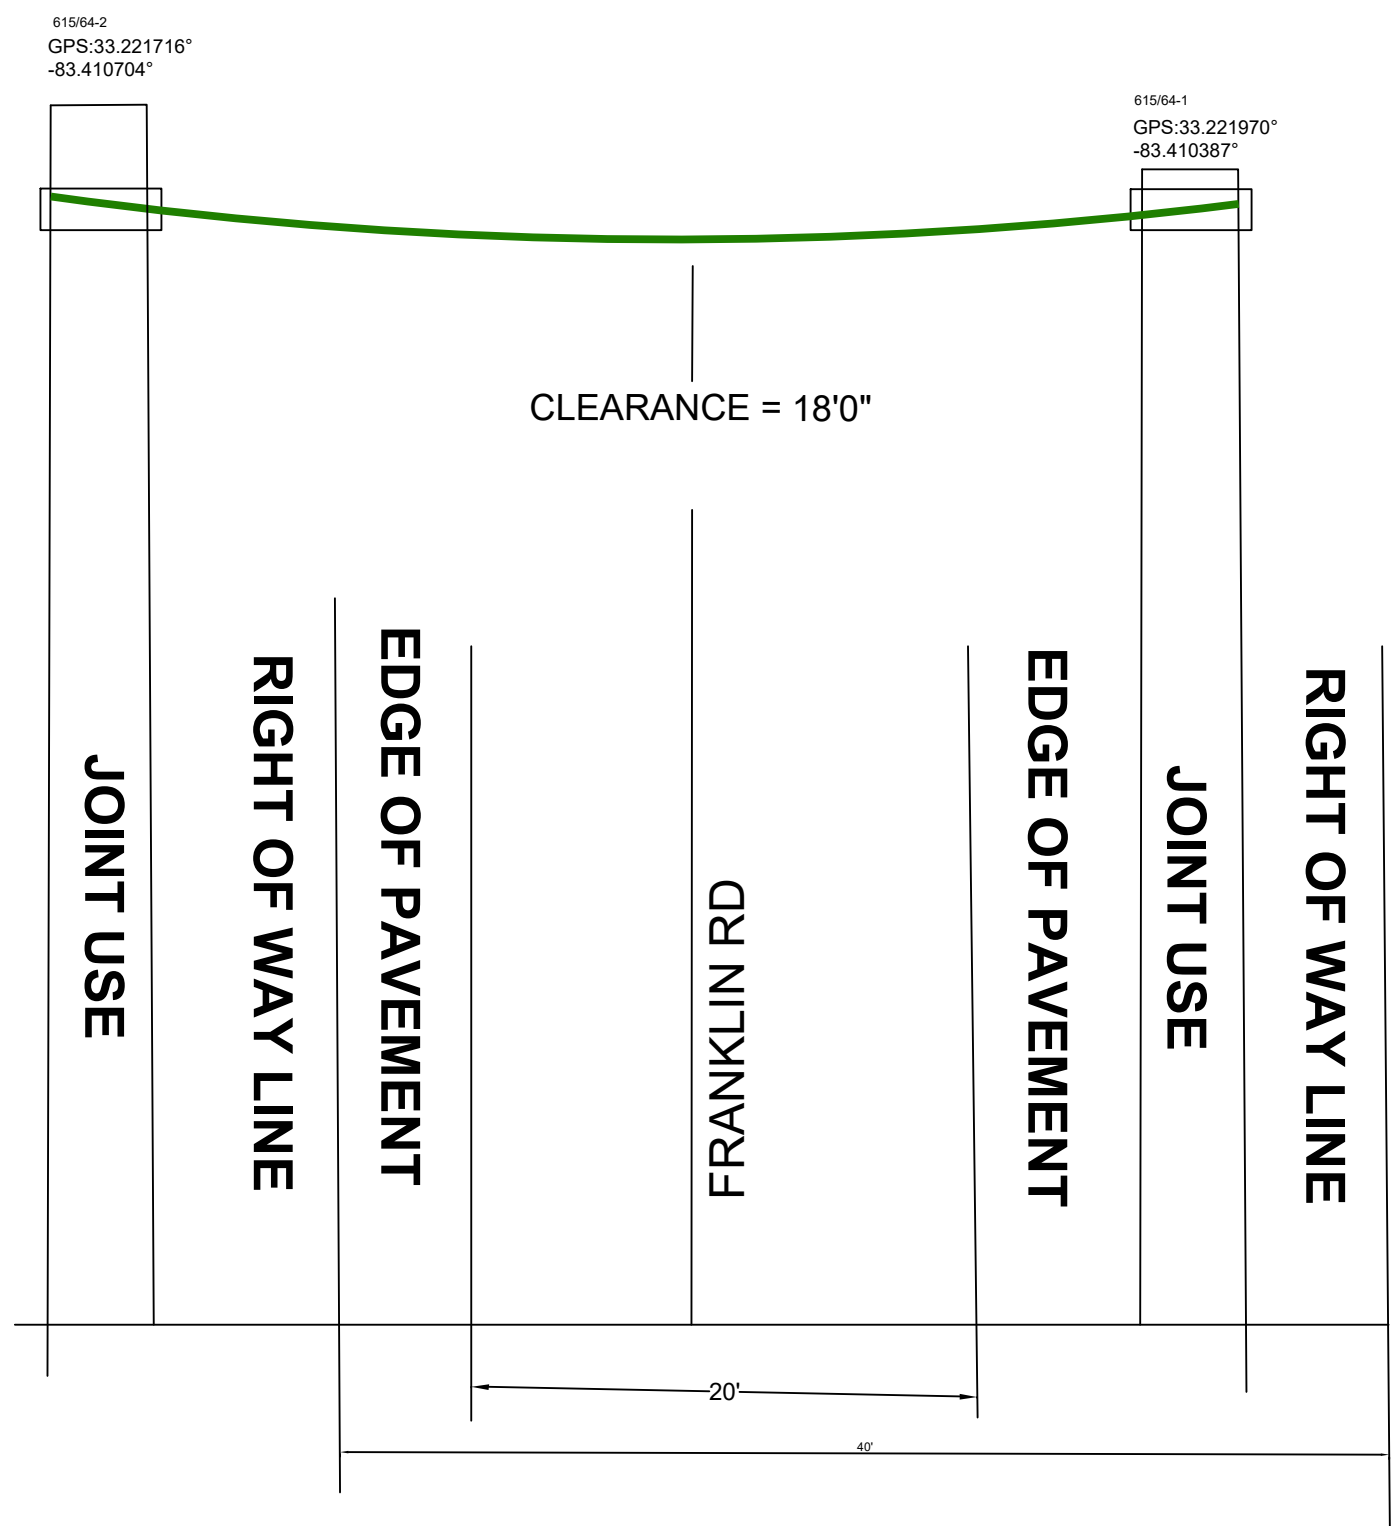 615/64-2
GPS:33.221716°
-83.410704°
615/64-1
GPS:33.221970°
-83.410387°
CLEARANCE = 18'0"
JOINT USE
RIGHT OF WAY LINE
EDGE OF PAVEMENT
FRANKLIN RD
EDGE OF PAVEMENT
JOINT USE
RIGHT OF WAY LINE
20'
40'